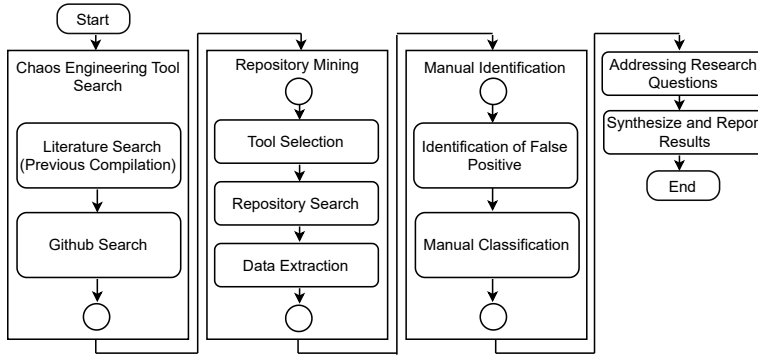 Start
Chaos Engineering Tool
Search
Literature Search
(Previous Compilation)
Github Search
Repository Mining
Tool Selection
Repository Search
Data Extraction
Manual Identification
Identification of False
Positive
Manual Classification
Addressing Research
Questions
Synthesize and Report
Results
End